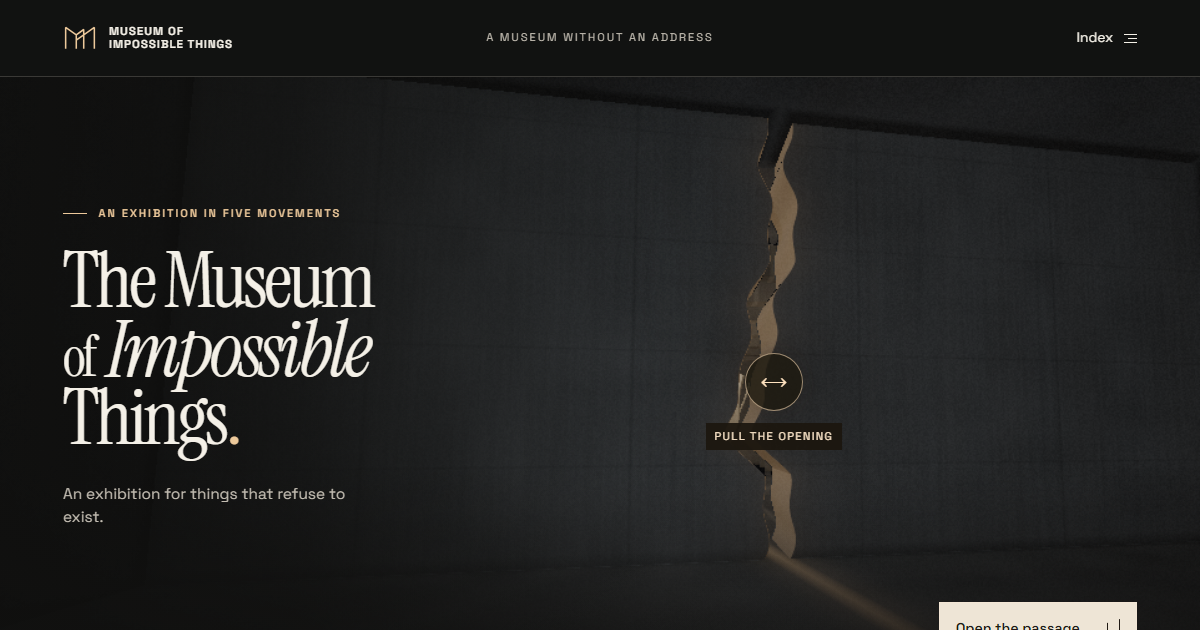 MUSEUM OF
IMPOSSIBLE THINGS
A MUSEUM WITHOUT AN ADDRESS
Index
AN EXHIBITION IN FIVE MOVEMENTS
The Museum
of Impossible
Things.
PULL THE OPENING
An exhibition for things that refuse to
exist.
Open the passage